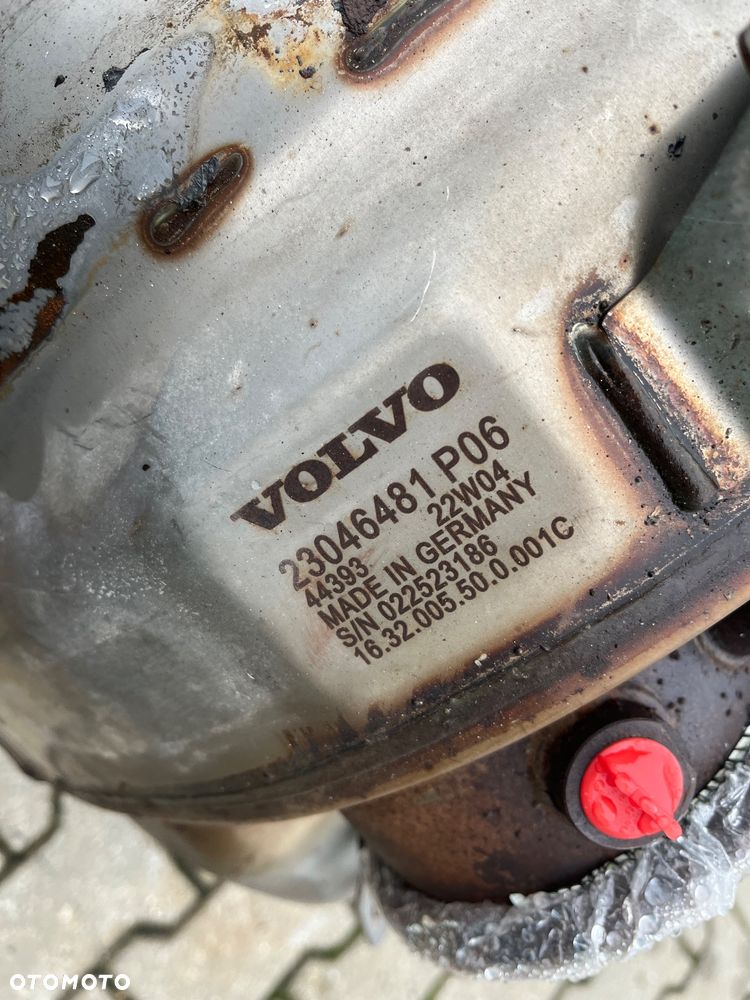 VOLVO
23046481 P06
44393 22W04
MADE IN GERMANY
S/N 022523186
16.32.005.50.0.001C
OTOMOTO